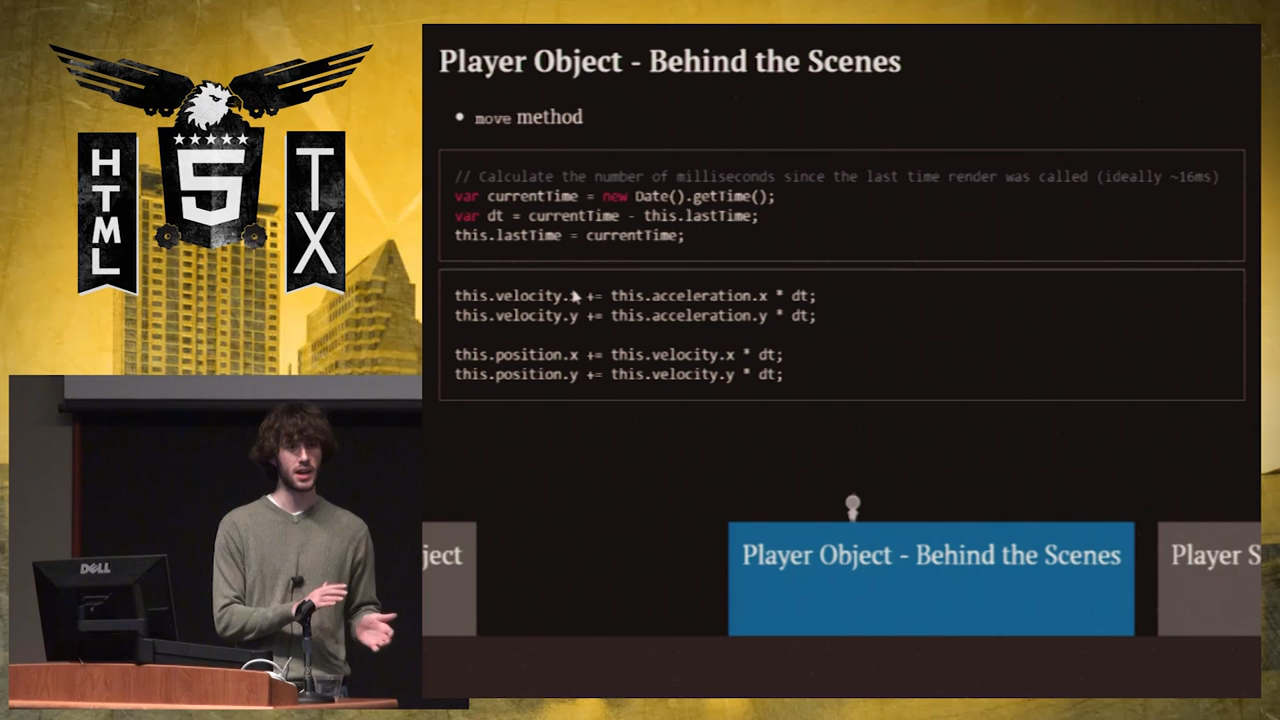 HTML
5
TX
DELL
Player Object - Behind the Scenes
• move method
// Calculate the number of milliseconds since the last time render was called (ideally ~16ms)
var currentTime = new Date().getTime();
var dt = currentTime - this.lastTime;
this.lastTime = currentTime;
this.velocity.x += this.acceleration.x * dt;
this.velocity.y += this.acceleration.y * dt;
this.position.x += this.velocity.x * dt;
this.position.y += this.velocity.y * dt;
ject
Player Object - Behind the Scenes
Player S